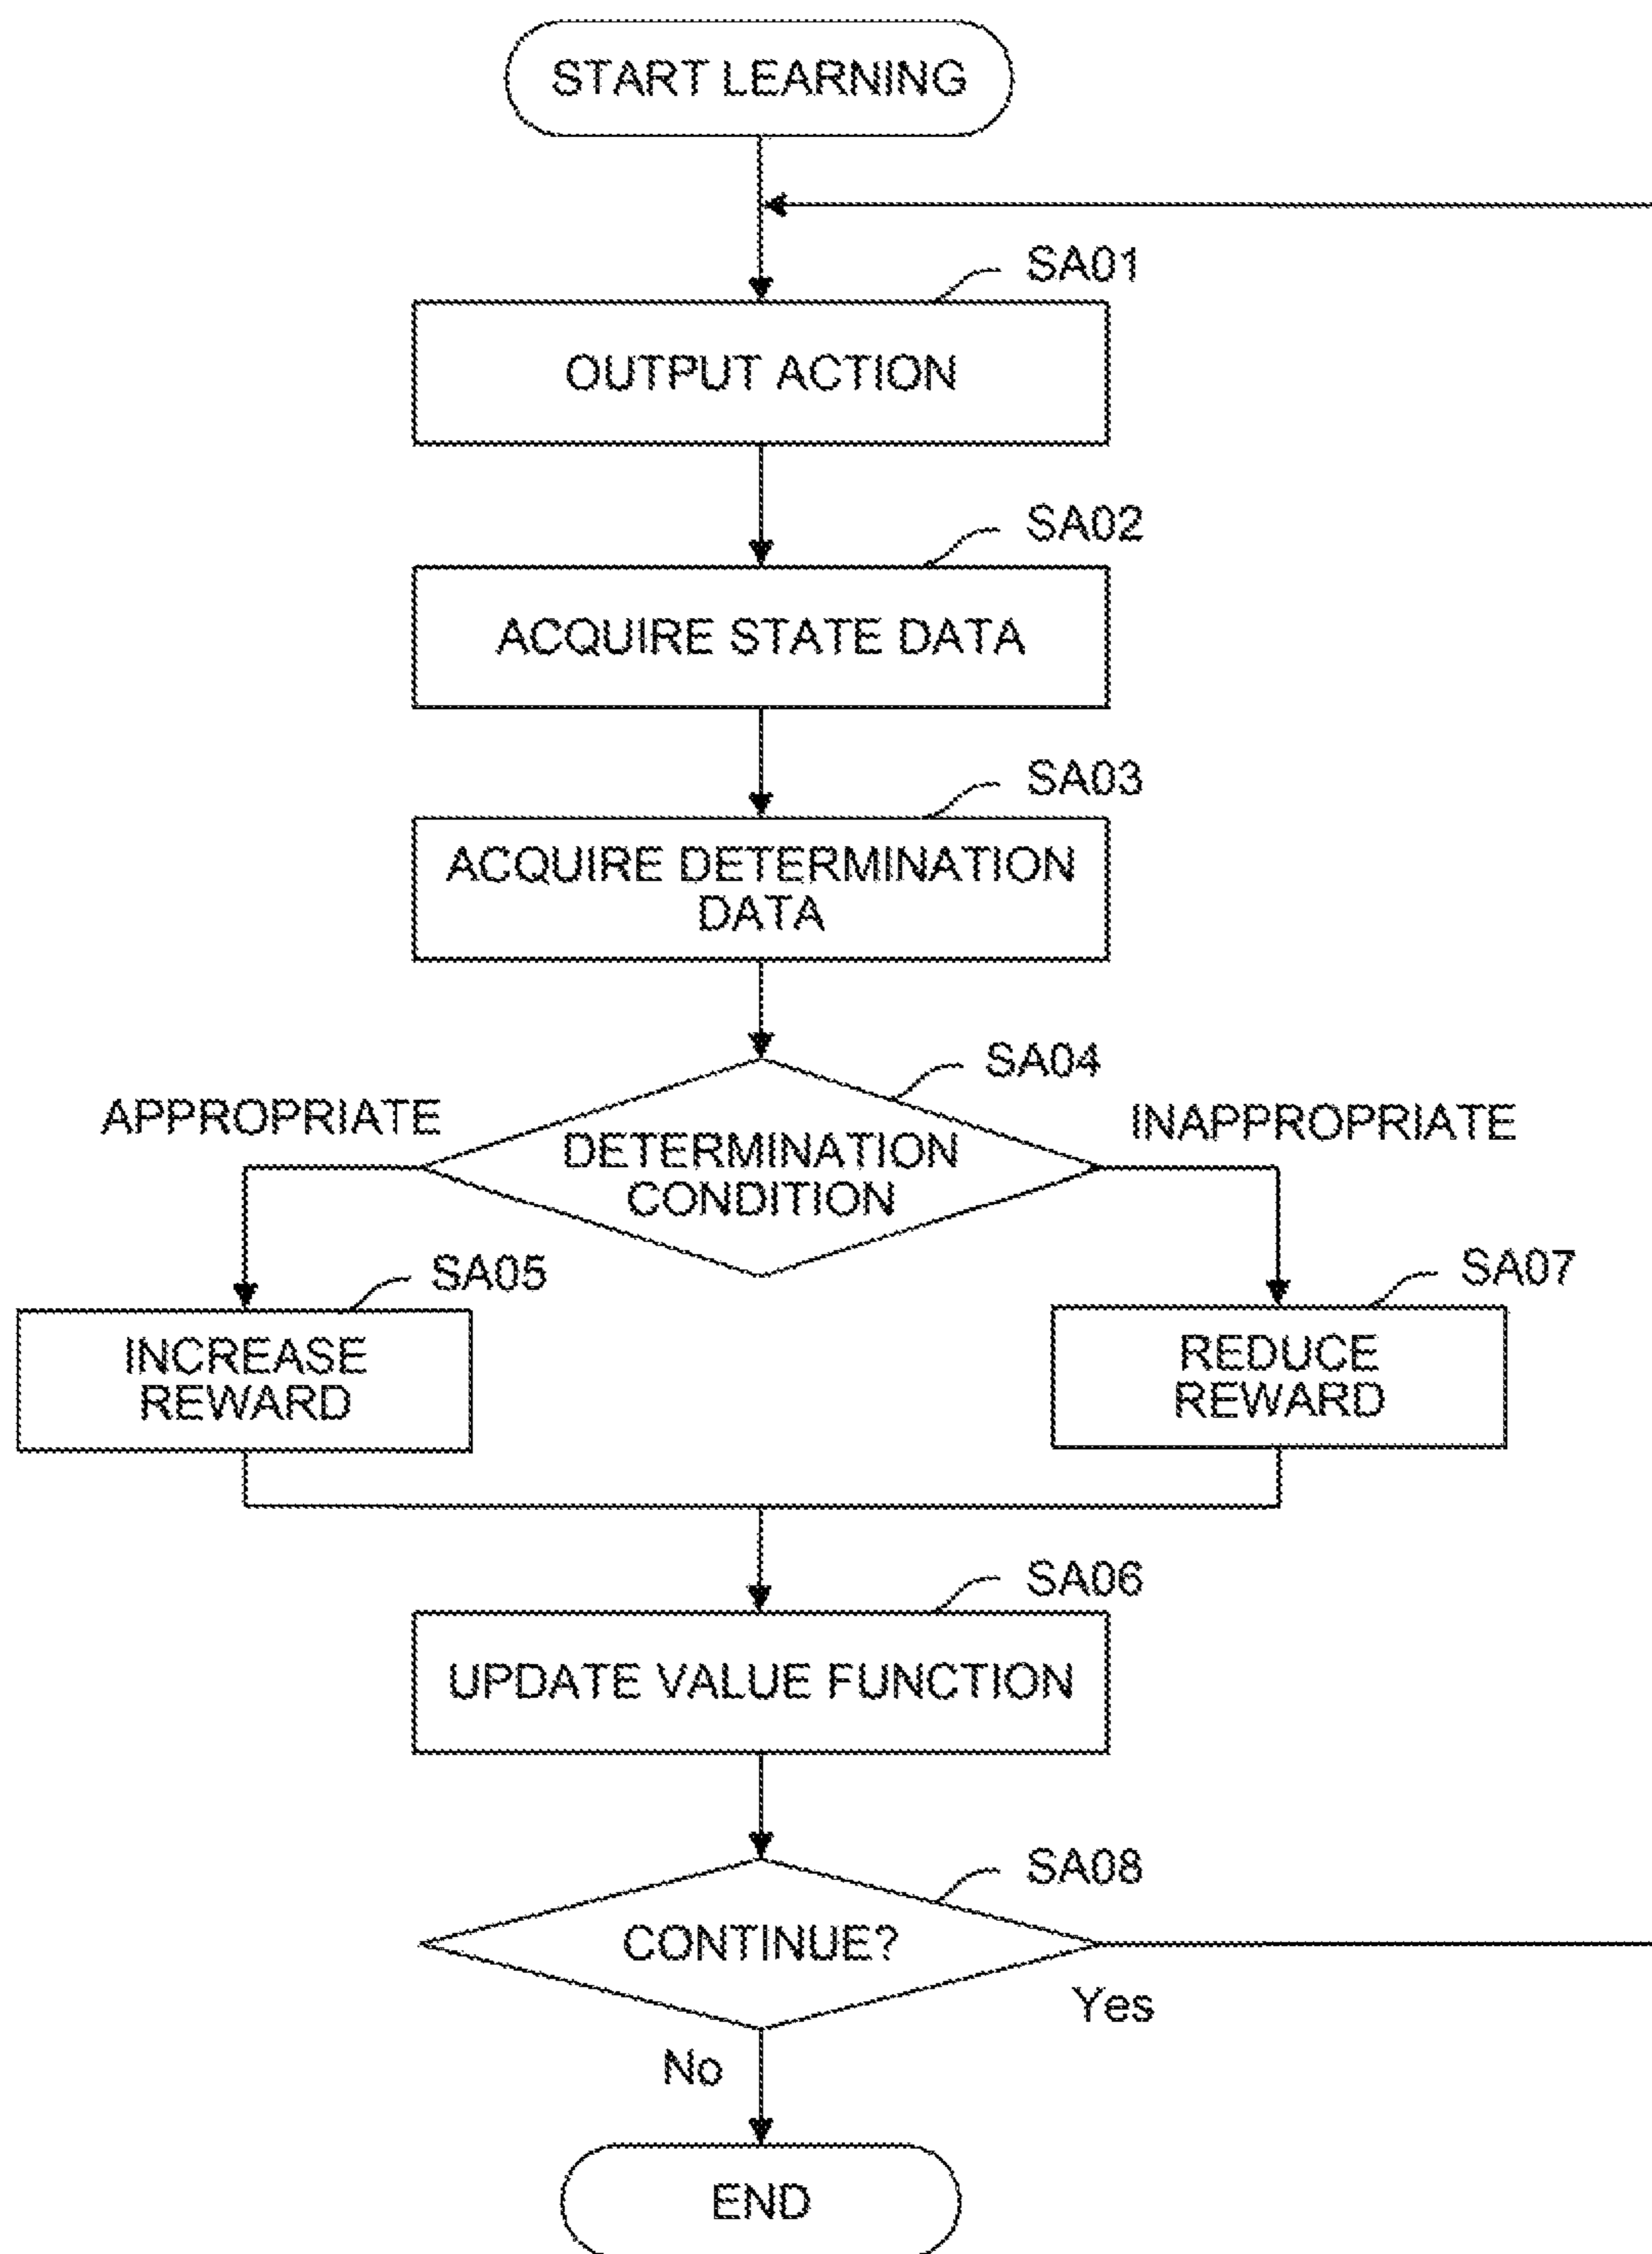 START LEARNING
SA01
OUTPUT ACTION
SA02
ACQUIRE STATE DATA
SA03
ACQUIRE DETERMINATION
DATA
SA04
APPROPRIATE
INAPPROPRIATE
DETERMINATION
CONDITION
SA05
SA07
INCREASE
REWARD
REDUCE
REWARD
SA06
UPDATE VALUE FUNCTION
SA08
CONTINUE?
Yes
No
END